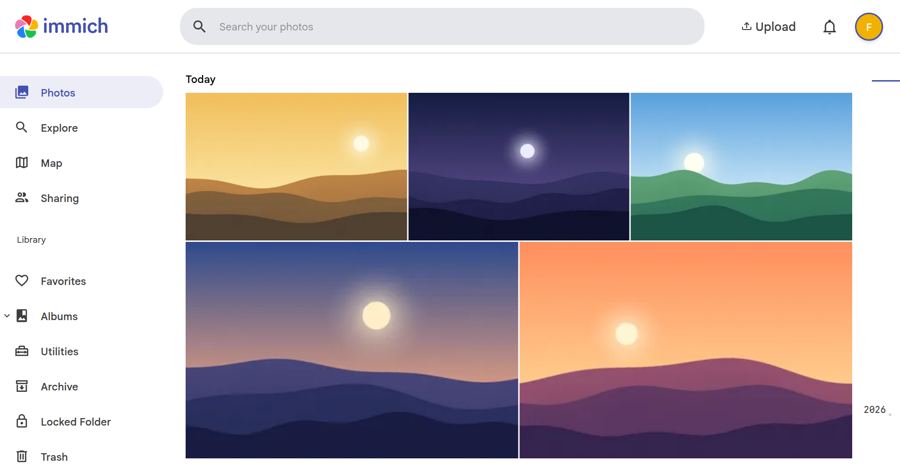 immich
Search your photos
Upload
F
Photos
Explore
Map
Sharing
Library
Favorites
Albums
Utilities
Archive
Locked Folder
Trash
Today
2026